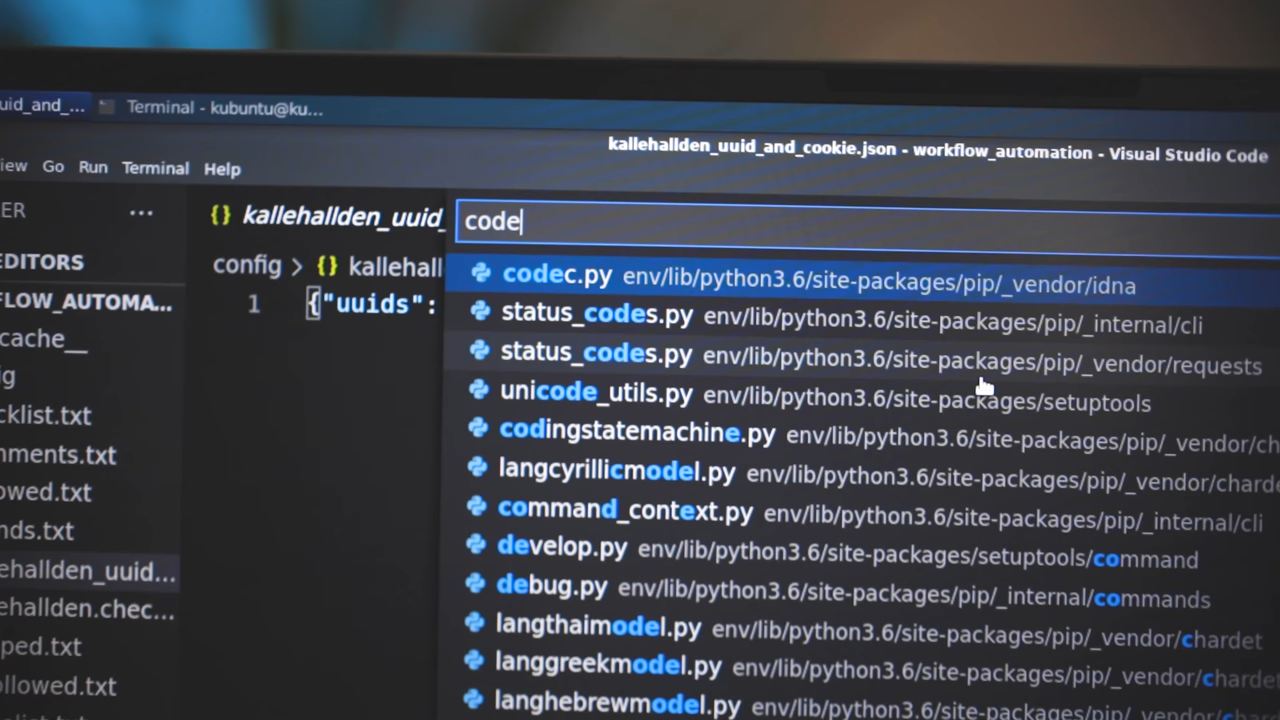 uid_and_... Terminal - kubuntu@ku...
kallehallden_uuid_and_cookie.json - workflow_automation - Visual Studio Code
iew Go Run Terminal Help
ER ...
{} kallehallden_uuid_
code
EDITORS
config > {} kallehall
FLOW_AUTOMA...
1 {"uuids":
cache__
ig
cklist.txt
mments.txt
owed.txt
nds.txt
ehallden_uuid...
ehallden.chec...
ped.txt
ollowed.txt
codec.py env/lib/python3.6/site-packages/pip/_vendor/idna
status_codes.py env/lib/python3.6/site-packages/pip/_internal/cli
status_codes.py env/lib/python3.6/site-packages/pip/_vendor/requests
unicode_utils.py env/lib/python3.6/site-packages/setuptools
codingstatemachine.py env/lib/python3.6/site-packages/pip/_vendor/ch
langcyrillicmodel.py env/lib/python3.6/site-packages/pip/_vendor/charde
command_context.py env/lib/python3.6/site-packages/pip/_internal/cli
develop.py env/lib/python3.6/site-packages/setuptools/command
debug.py env/lib/python3.6/site-packages/pip/_internal/commands
langthaimodel.py env/lib/python3.6/site-packages/pip/_vendor/chardet
langgreekmodel.py env/lib/python3.6/site-packages/pip/_vendor/chardet
langhebrewmodel.py env/lib/python3.6/site-packages/pip/_vendor/char